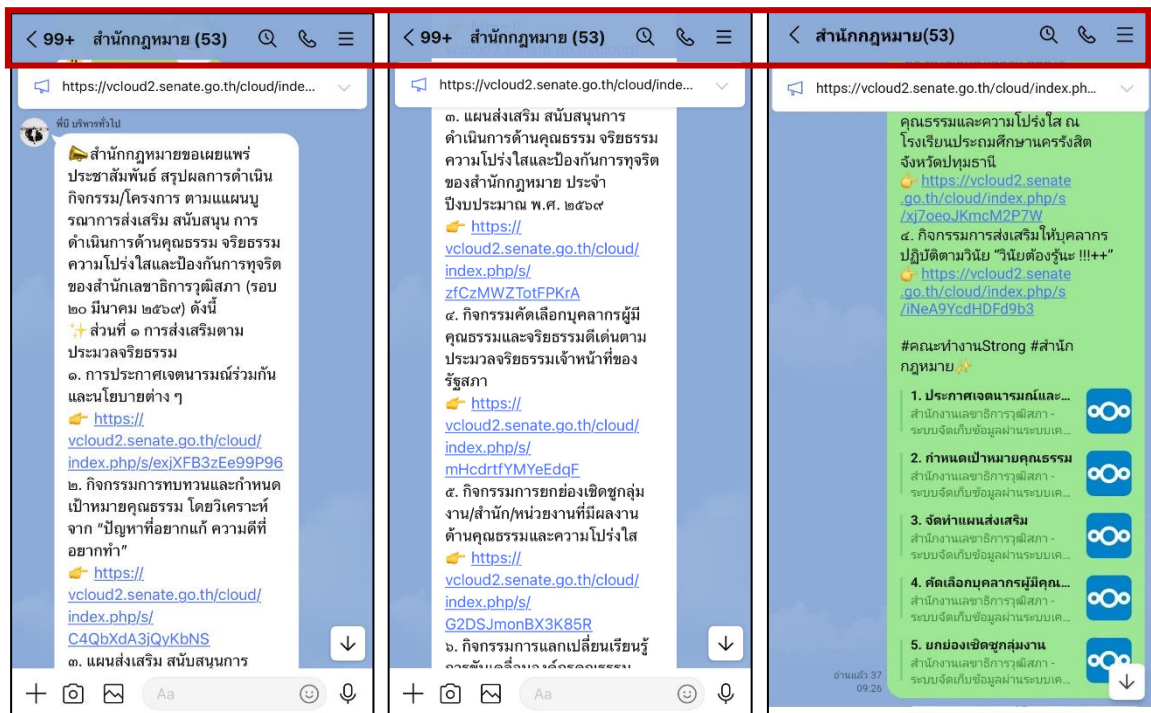 99+ สำนักกฎหมาย (53)
https://vcloud2.senate.go.th/cloud/inde...
พี่บี บริหารทั่วไป
📣สำนักกฎหมายขอเผยแพร่
ประชาสัมพันธ์ สรุปผลการดำเนิน
กิจกรรม/โครงการ ตามแแผนบู
รณาการส่งเสริม สนับสนุน การ
ดำเนินการด้านคุณธรรม จริยธรรม
ความโปร่งใสและป้องกันการทุจริต
ของสำนักเลขาธิการวุฒิสภา (รอบ
๒๐ มีนาคม ๒๕๖๙) ดังนี้
✨ ส่วนที่ ๑ การส่งเสริมตาม
ประมวลจริยธรรม
๑. การประกาศเจตนารมณ์ร่วมกัน
และนโยบายต่าง ๆ
👉 https://
vcloud2.senate.go.th/cloud/
index.php/s/exjXFB3zEe99P96
๒. กิจกรรมการทบทวนและกำหนด
เป้าหมายคุณธรรม โดยวิเคราะห์
จาก “ปัญหาที่อยากแก้ ความดีที่
อยากทำ”
👉 https://
vcloud2.senate.go.th/cloud/
index.php/s/
C4QbXdA3jQyKbNS
๓. แผนส่งเสริม สนับสนุนการ
Aa
99+ สำนักกฎหมาย (53)
https://vcloud2.senate.go.th/cloud/inde...
๓. แผนส่งเสริม สนับสนุนการ
ดำเนินการด้านคุณธรรม จริยธรรม
ความโปร่งใสและป้องกันการทุจริต
ของสำนักกฎหมาย ประจำ
ปีงบประมาณ พ.ศ. ๒๕๖๙
👉 https://
vcloud2.senate.go.th/cloud/
index.php/s/
zfCzMWZTotFPKrA
๔. กิจกรรมคัดเลือกบุคลากรผู้มี
คุณธรรมและจริยธรรมดีเด่นตาม
ประมวลจริยธรรมเจ้าหน้าที่ของ
รัฐสภา
👉 https://
vcloud2.senate.go.th/cloud/
index.php/s/
mHcdrtfYMYeEdqF
๕. กิจกรรมการยกย่องเชิดชูกลุ่ม
งาน/สำนัก/หน่วยงานที่มีผลงาน
ด้านคุณธรรมและความโปร่งใส
👉 https://
vcloud2.senate.go.th/cloud/
index.php/s/
G2DSJmonBX3K85R
๖. กิจกรรมการแลกเปลี่ยนเรียนรู้
การขับเคลื่อนองค์กรคุณธรรม
Aa
สำนักกฎหมาย(53)
https://vcloud2.senate.go.th/cloud/index.ph...
คุณธรรมและความโปร่งใส ณ
โรงเรียนประถมศึกษานครรังสิต
จังหวัดปทุมธานี
👉 https://vcloud2.senate
.go.th/cloud/index.php/s
/xj7oeoJKmcM2P7W
๔. กิจกรรมการส่งเสริมให้บุคลากร
ปฏิบัติตามวินัย “วินัยต้องรู้นะ !!!++”
👉 https://vcloud2.senate
.go.th/cloud/index.php/s
/iNeA9YcdHDFd9b3
#คณะทำงานStrong #สำนัก
กฎหมาย✨
1. ประกาศเจตนารมณ์และ...
สำนักงานเลขาธิการวุฒิสภา -
ระบบจัดเก็บข้อมูลผ่านระบบเค...
2. กำหนดเป้าหมายคุณธรรม
สำนักงานเลขาธิการวุฒิสภา -
ระบบจัดเก็บข้อมูลผ่านระบบเค...
3. จัดทำแผนส่งเสริม
สำนักงานเลขาธิการวุฒิสภา -
ระบบจัดเก็บข้อมูลผ่านระบบเค...
4. คัดเลือกบุคลากรผู้มีคุณ...
สำนักงานเลขาธิการวุฒิสภา -
ระบบจัดเก็บข้อมูลผ่านระบบเค...
5. ยกย่องเชิดชูกลุ่มงาน
สำนักงานเลขาธิการวุฒิสภา -
ระบบจัดเก็บข้อมูลผ่านระบบเค...
อ่านแล้ว 37
09:26